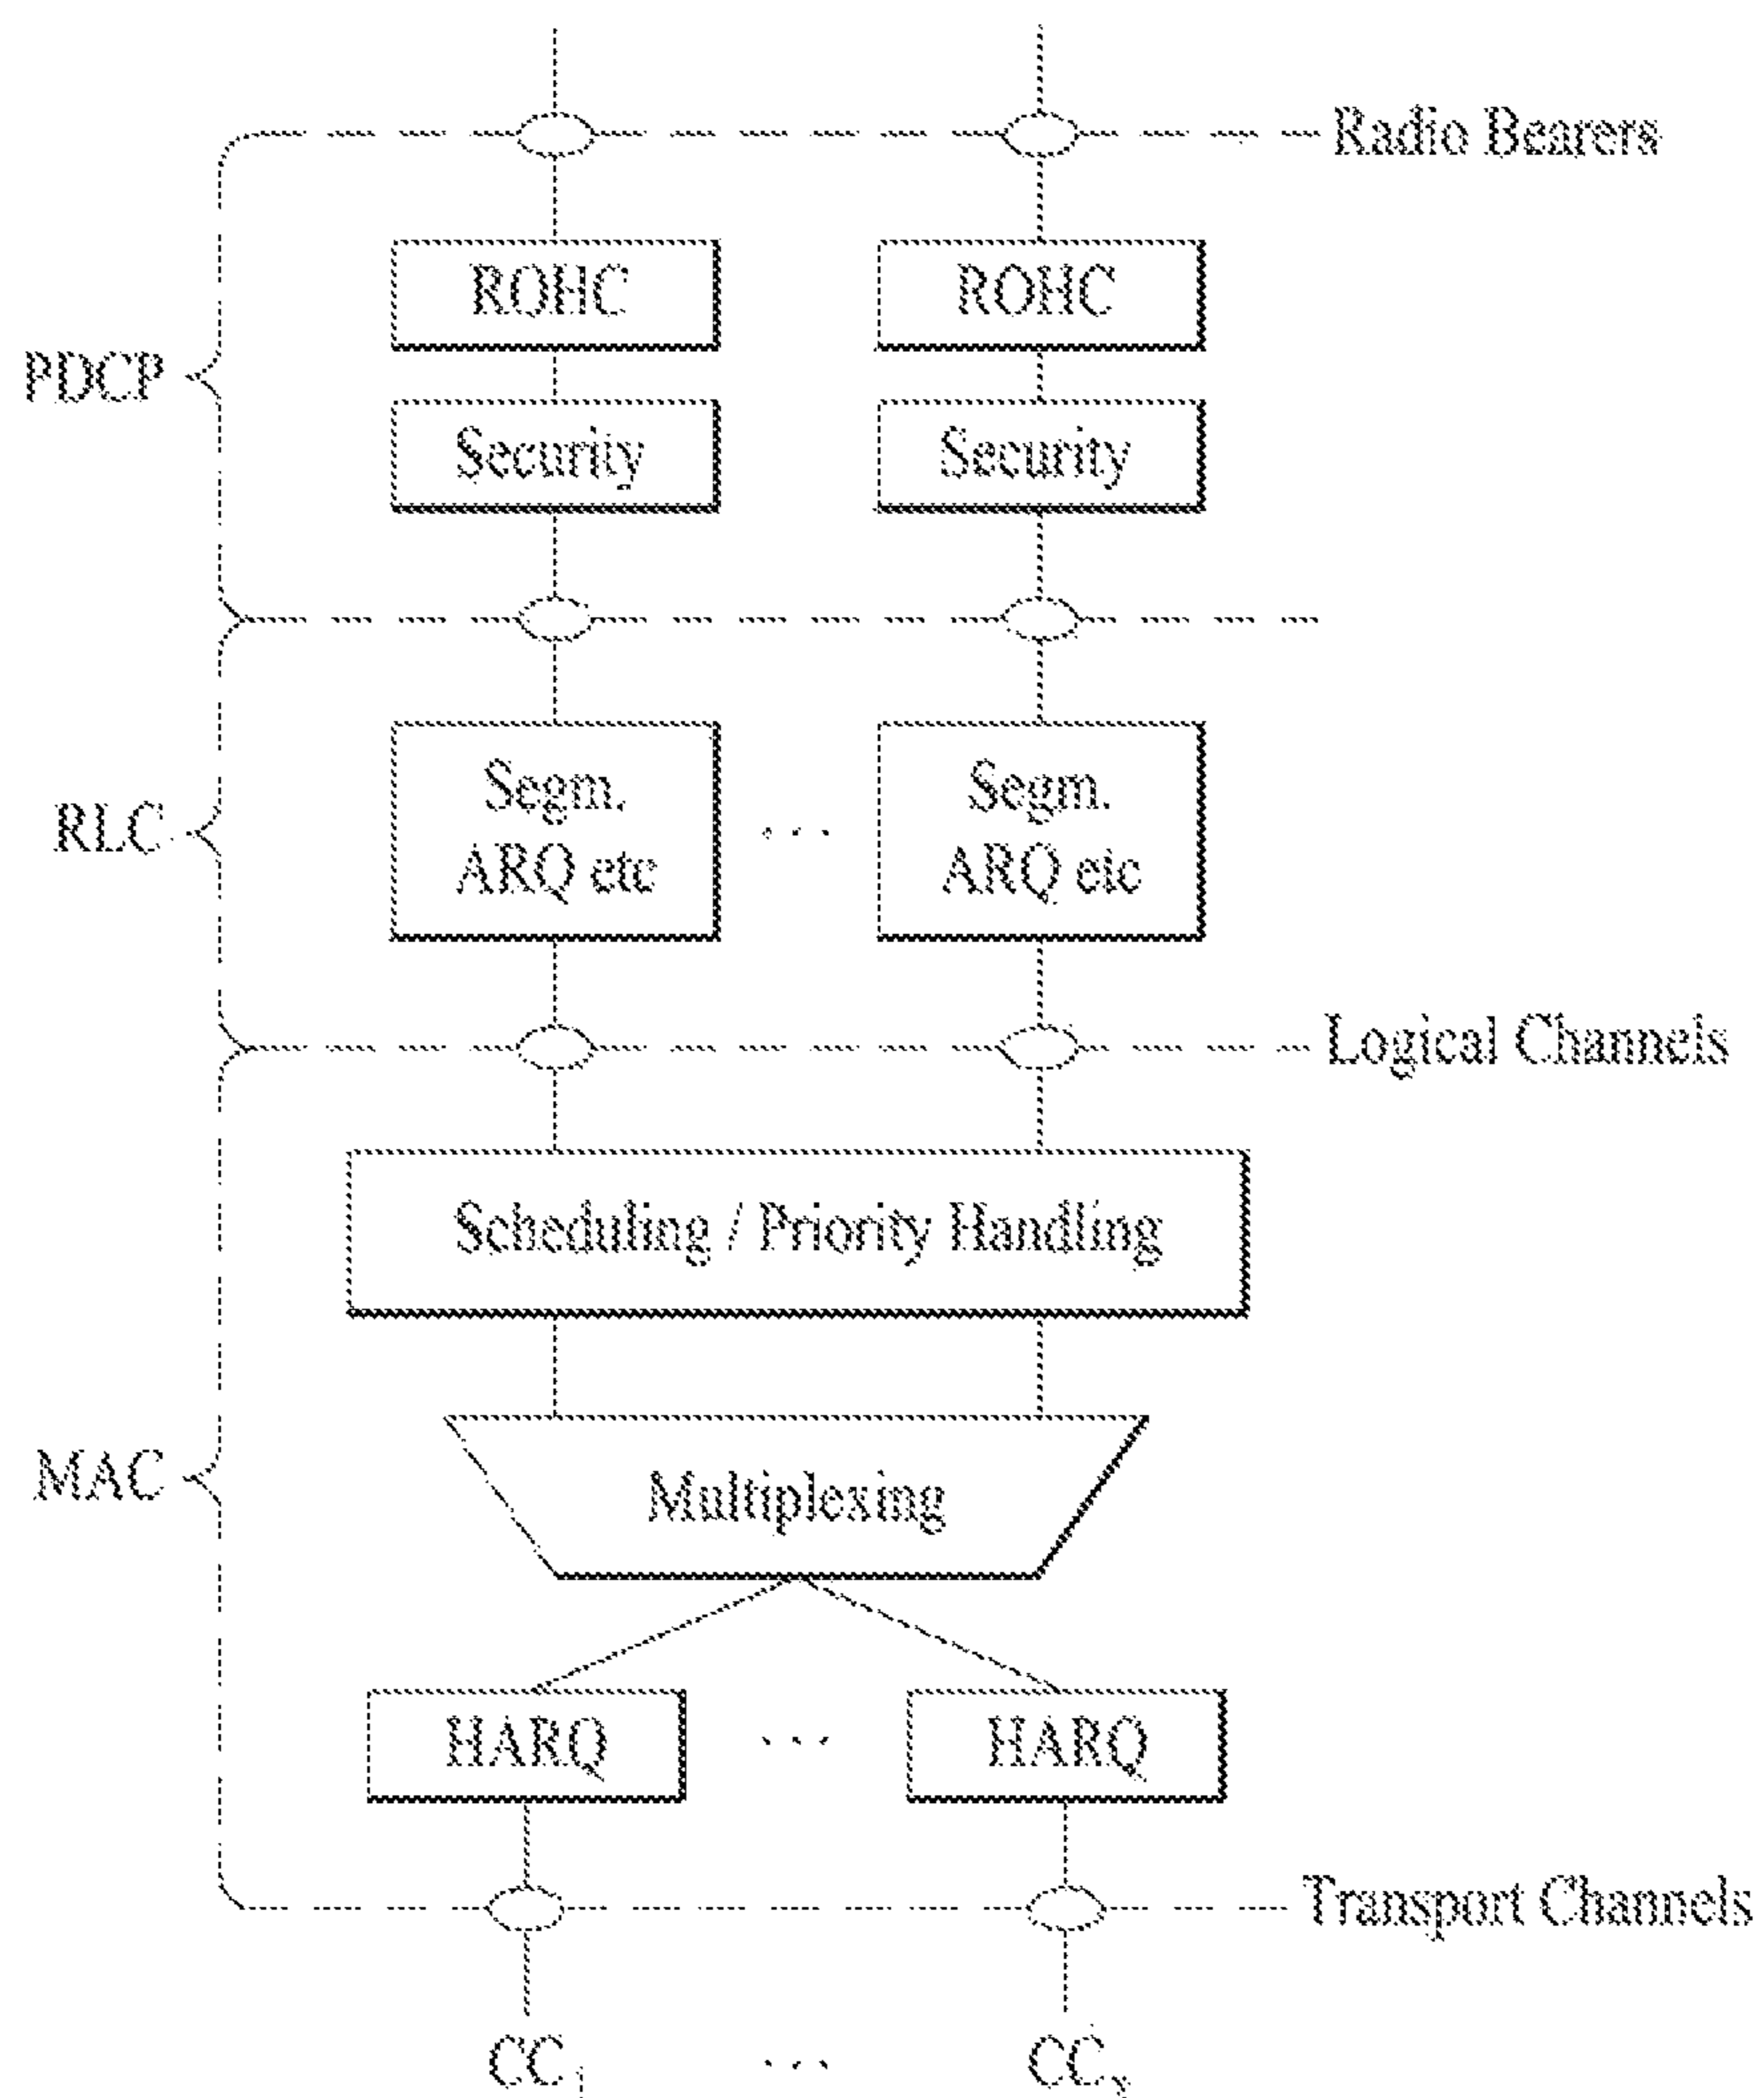 Radio Bearers
ROHC ROHC
PDCP
Security Security
Segm. Segm.
RLC ...
ARQ etc ARQ etc
Logical Channels
Scheduling / Priority Handling
MAC
Multiplexing
HARQ ... HARQ
Transport Channels
CC ... CC